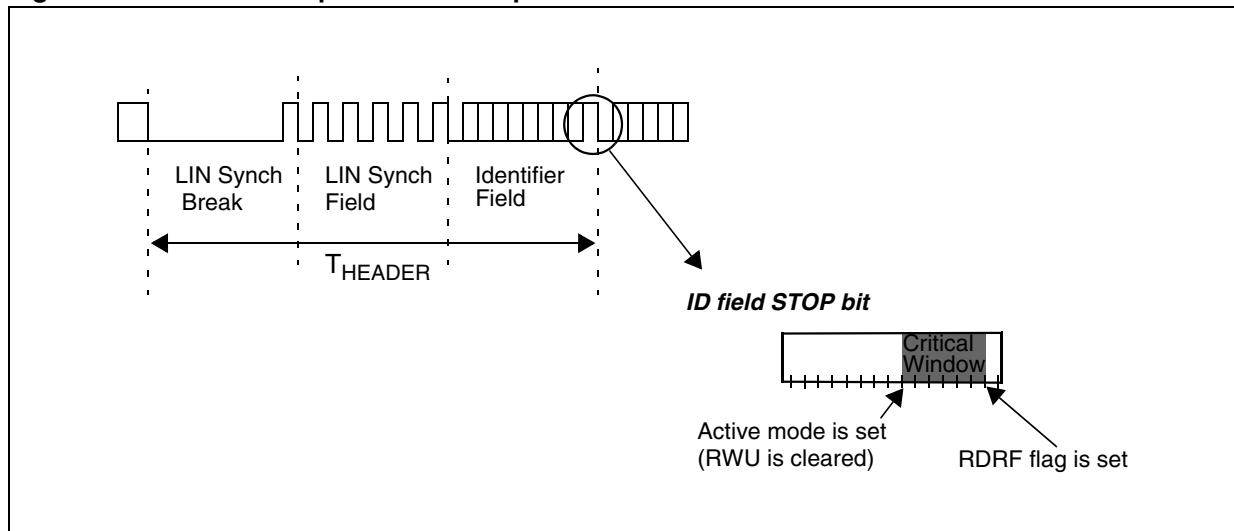 LIN Synch
Break
LIN Synch
Field
Identifier
Field
THEADER
ID field STOP bit
Critical
Window
Active mode is set
(RWU is cleared)
RDRF flag is set